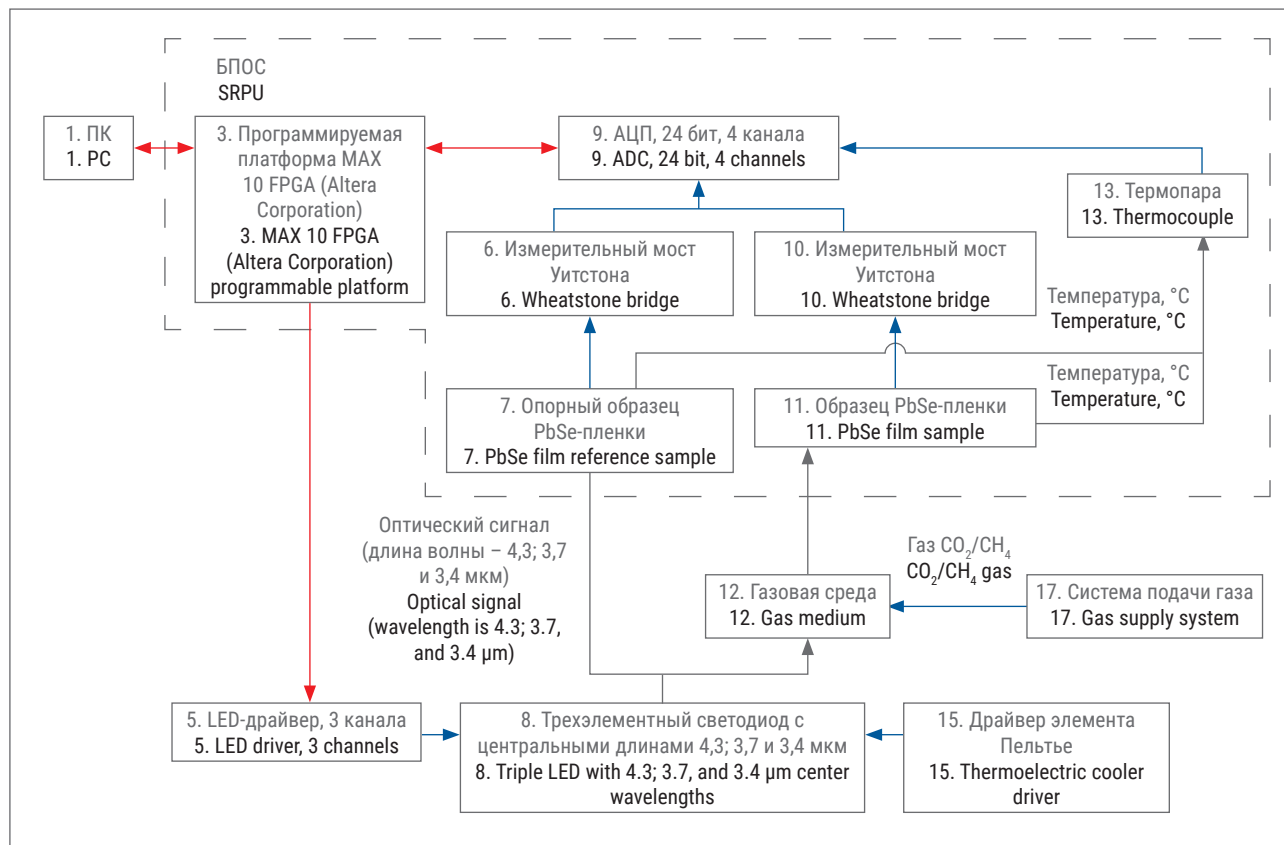 БПОС
SRPU
1. ПК
1. PC
3. Программируемая
платформа MAX
10 FPGA (Altera
Corporation)
3. MAX 10 FPGA
(Altera Corporation)
programmable platform
9. АЦП, 24 бит, 4 канала
9. ADC, 24 bit, 4 channels
13. Термопара
13. Thermocouple
6. Измерительный мост
Уитстона
6. Wheatstone bridge
10. Измерительный мост
Уитстона
10. Wheatstone bridge
Температура, °C
Temperature, °C
Температура, °C
Temperature, °C
7. Опорный образец
PbSe-пленки
7. PbSe film reference sample
11. Образец PbSe-пленки
11. PbSe film sample
Оптический сигнал
(длина волны – 4,3; 3,7
и 3,4 мкм)
Optical signal
(wavelength is 4.3; 3.7,
and 3.4 µm)
Газ CO₂/CH₄
CO₂/CH₄ gas
12. Газовая среда
12. Gas medium
17. Система подачи газа
17. Gas supply system
5. LED-драйвер, 3 канала
5. LED driver, 3 channels
8. Трехэлементный светодиод с
центральными длинами 4,3; 3,7 и 3,4 мкм
8. Triple LED with 4.3; 3.7, and 3.4 µm center
wavelengths
15. Драйвер элемента
Пельтье
15. Thermoelectric cooler
driver